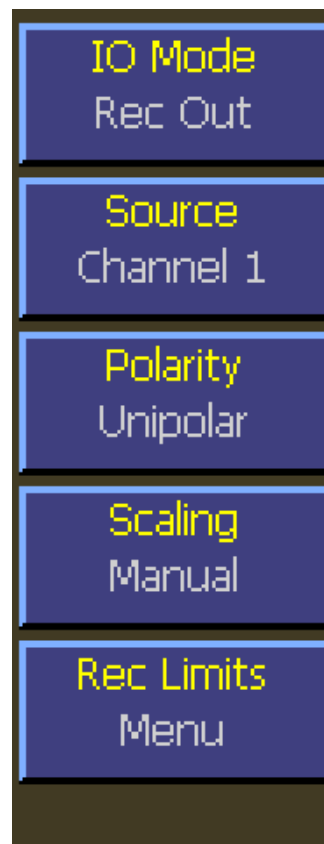 IO Mode
Rec Out
Source
Channel 1
Polarity
Unipolar
Scaling
Manual
Rec Limits
Menu